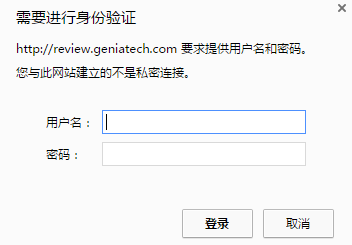 需要进行身份验证
http://review.geniatech.com 要求提供用户名和密码。
您与此网站建立的不是私密连接。
用户名：
密码：
登录 取消